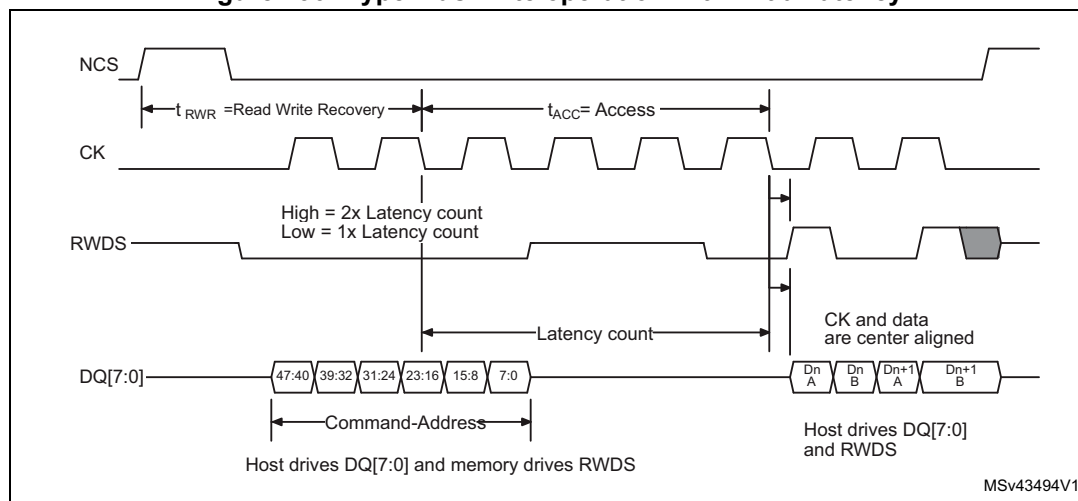 NCS
t RWR =Read Write Recovery
tACC= Access
CK
High = 2x Latency count
Low = 1x Latency count
RWDS
Latency count
CK and data
are center aligned
DQ[7:0]
47:40 39:32 31:24 23:16 15:8 7:0
Dn A Dn B Dn+1 A Dn+1 B
Command-Address
Host drives DQ[7:0]
and RWDS
Host drives DQ[7:0] and memory drives RWDS
MSv43494V1